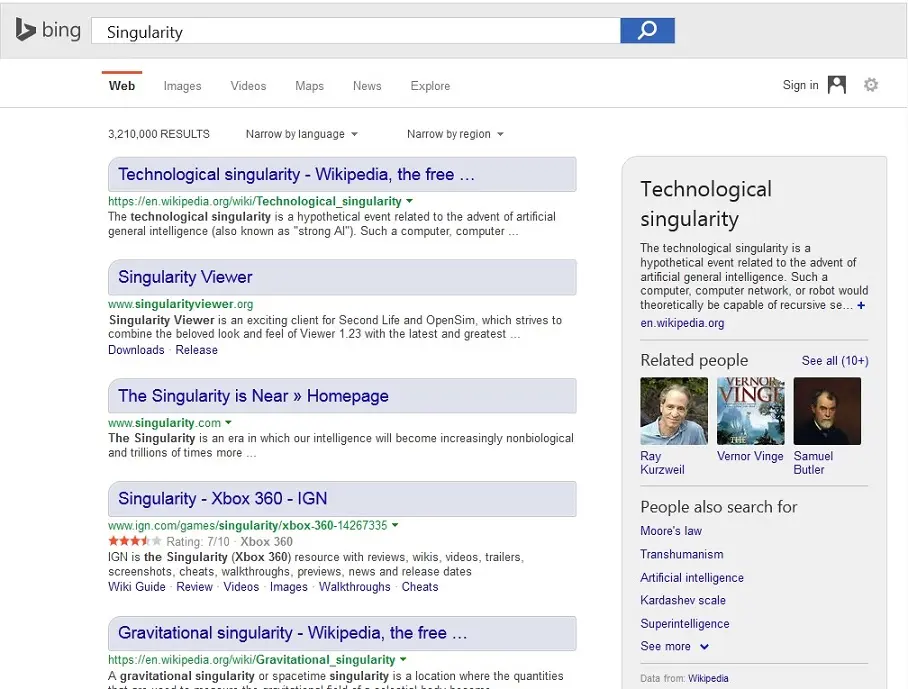 bing
Singularity
Web Images Videos Maps News Explore
Sign in
3,210,000 RESULTS Narrow by language Narrow by region
Technological singularity - Wikipedia, the free …
https://en.wikipedia.org/wiki/Technological_singularity
The technological singularity is a hypothetical event related to the advent of artificial
general intelligence (also known as "strong AI"). Such a computer, computer ...
Singularity Viewer
www.singularityviewer.org
Singularity Viewer is an exciting client for Second Life and OpenSim, which strives to
combine the beloved look and feel of Viewer 1.23 with the latest and greatest ...
Downloads · Release
The Singularity is Near » Homepage
www.singularity.com
The Singularity is an era in which our intelligence will become increasingly nonbiological
and trillions of times more ...
Singularity - Xbox 360 - IGN
www.ign.com/games/singularity/xbox-360-14267335
Rating: 7/10 · Xbox 360
IGN is the Singularity (Xbox 360) resource with reviews, wikis, videos, trailers,
screenshots, cheats, walkthroughs, previews, news and release dates
Wiki Guide · Review · Videos · Images · Walkthroughs · Cheats
Gravitational singularity - Wikipedia, the free …
https://en.wikipedia.org/wiki/Gravitational_singularity
A gravitational singularity or spacetime singularity is a location where the quantities
Technological
singularity
The technological singularity is a
hypothetical event related to the advent of
artificial general intelligence. Such a
computer, computer network, or robot would
theoretically be capable of recursive se... +
en.wikipedia.org
Related people See all (10+)
VERNOR
VINGE
THE
Ray
Kurzweil
Vernor Vinge
Samuel
Butler
People also search for
Moore's law
Transhumanism
Artificial intelligence
Kardashev scale
Superintelligence
See more
Data from: Wikipedia